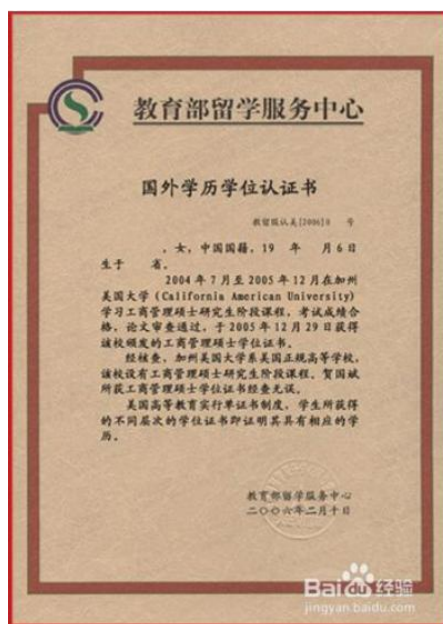 教育部留学服务中心
国外学历学位认证书
教留服认美[2006]0 号
，女，中国国籍，19 年 月6日
生于 省。
2004年7月至2005年12月在加州
美国大学（California American University）
学习工商管理硕士研究生阶段课程，考试成绩合
格，论文审查通过，于2005年12月29日获得
该校颁发的工商管理硕士学位证书。
经核查，加州美国大学系美国正规高等学校，
该校设有工商管理硕士研究生阶段课程。贺国斌
所获工商管理硕士学位证书经查无误。
美国高等教育实行单证书制度，学生所获得
的不同层次的学位证书即证明其具有相应的学
历。
教育部留学服务中心
二〇〇六年二月十日
Baidu 经验
jingyan.baidu.com